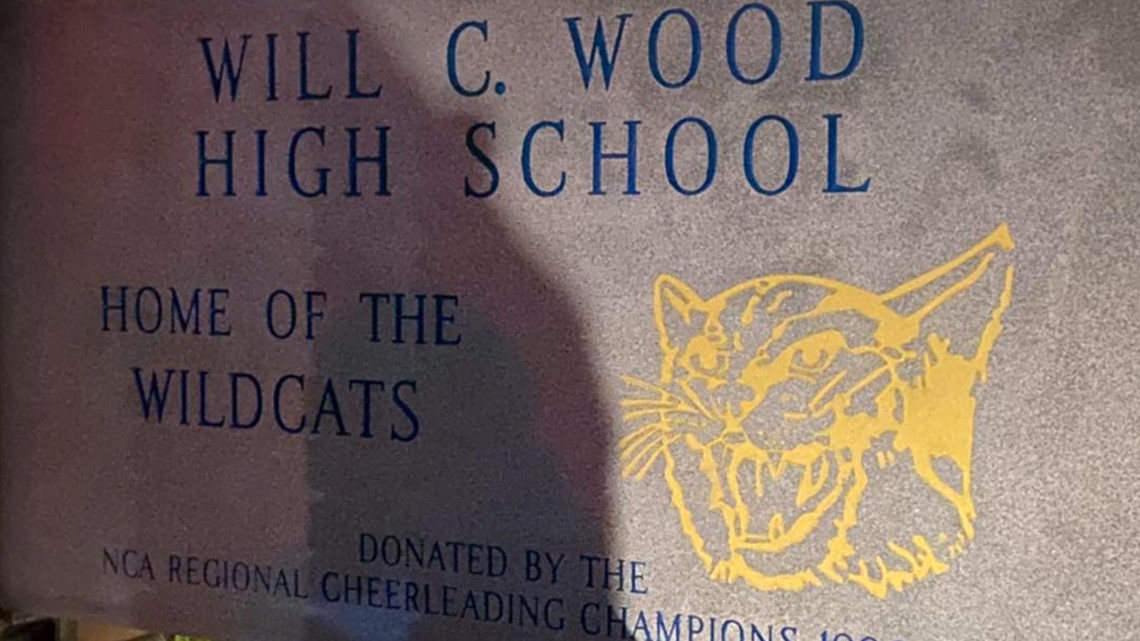 WILL C. WOOD
HIGH SCHOOL
HOME OF THE
WILDCATS
DONATED BY THE
NCA REGIONAL CHEERLEADING CHAMPIONS